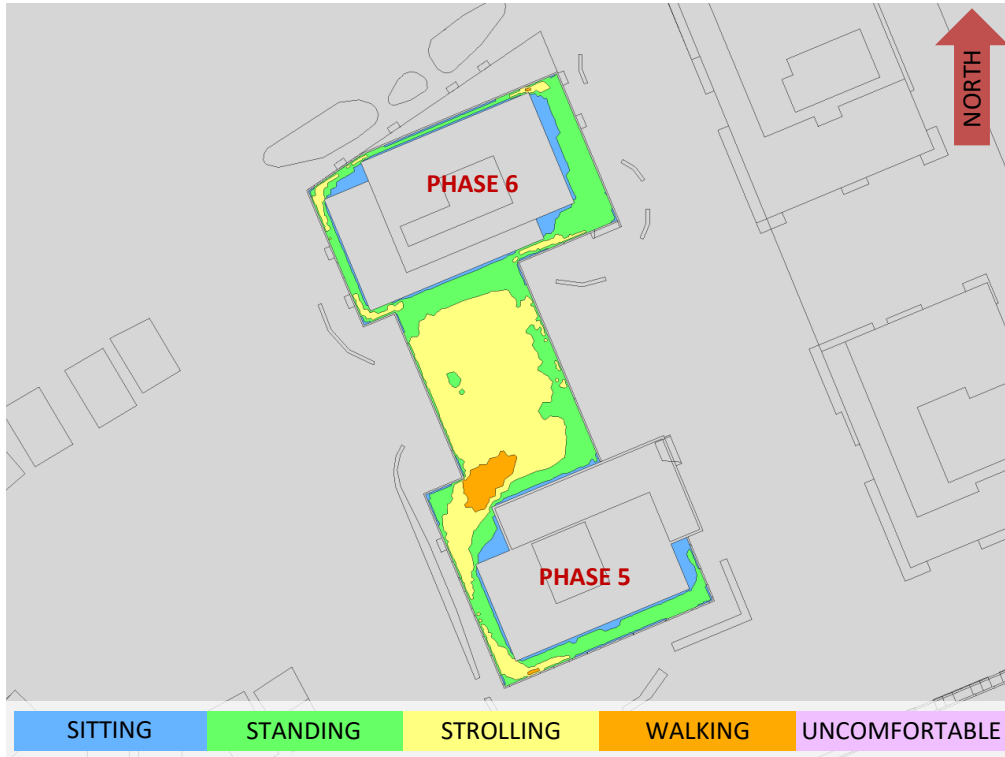 NORTH
PHASE 6
PHASE 5
SITTING
STANDING
STROLLING
WALKING
UNCOMFORTABLE